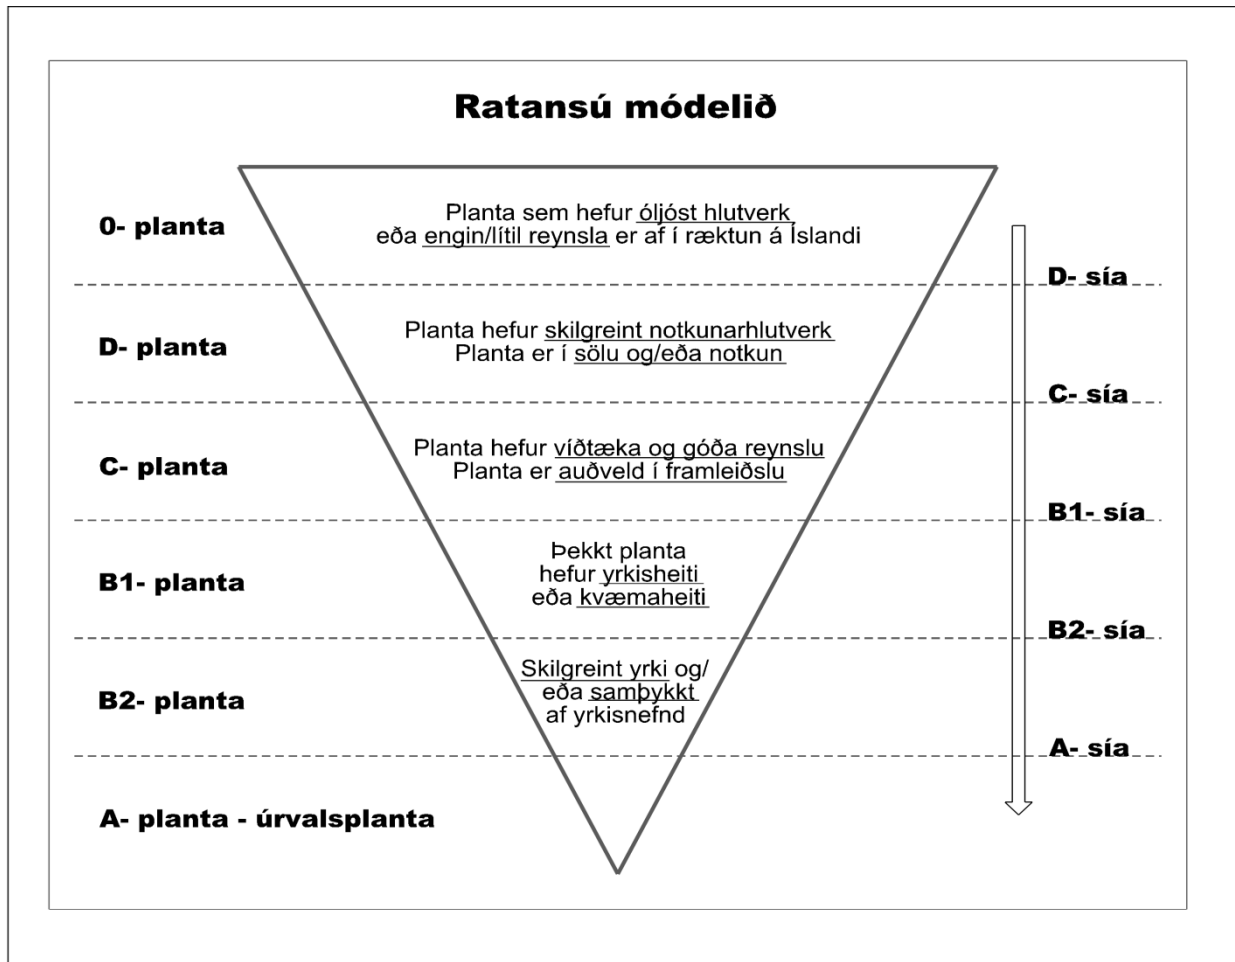 Ratansú módelið
0- planta
Planta sem hefur óljóst hlutverk
eða engin/lítil reynsla er af í ræktun á Íslandi
D- sía
D- planta
Planta hefur skilgreint notkunarhlutverk
Planta er í sölu og/eða notkun
C- sía
C- planta
Planta hefur víðtæka og góða reynslu
Planta er auðveld í framleiðslu
B1- sía
B1- planta
Þekkt planta
hefur yrkisheiti
eða kvæmaheiti
B2- sía
B2- planta
Skilgreint yrki og/
eða samþykkt
af yrkisnefnd
A- sía
A- planta - úrvalsplanta